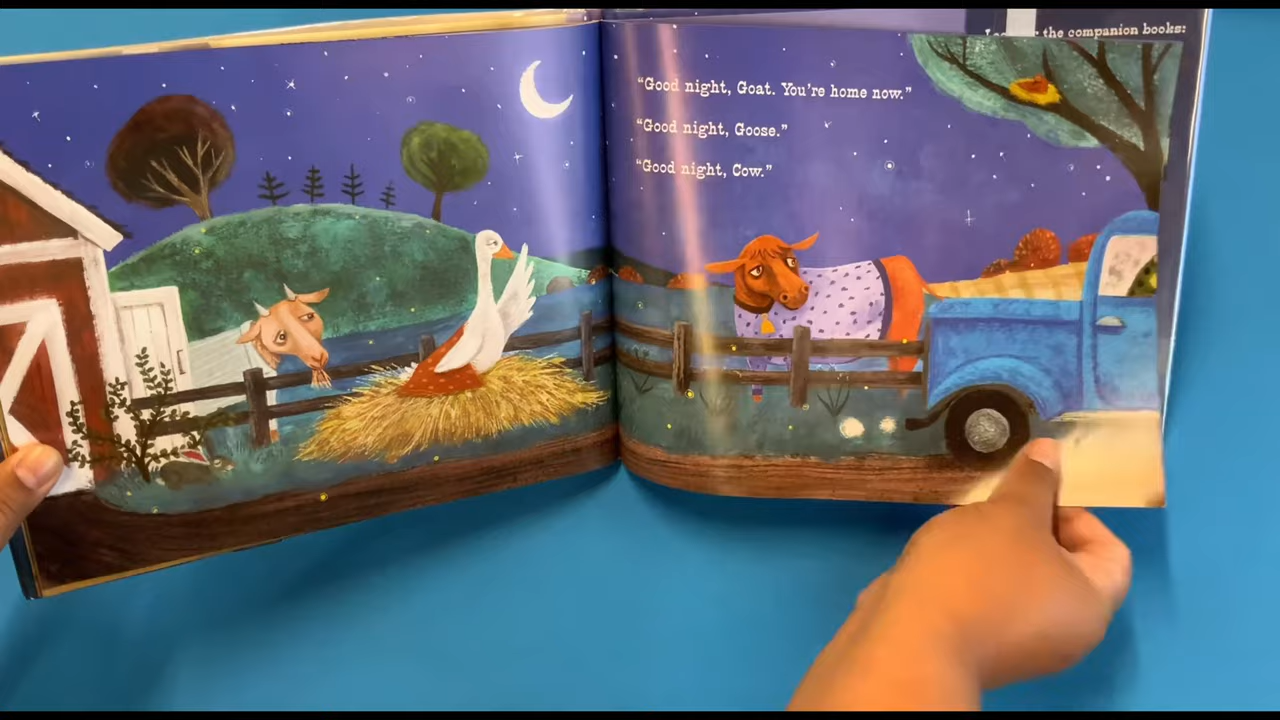 the companion books:
“Good night, Goat. You’re home now.”
“Good night, Goose.”
“Good night, Cow.”